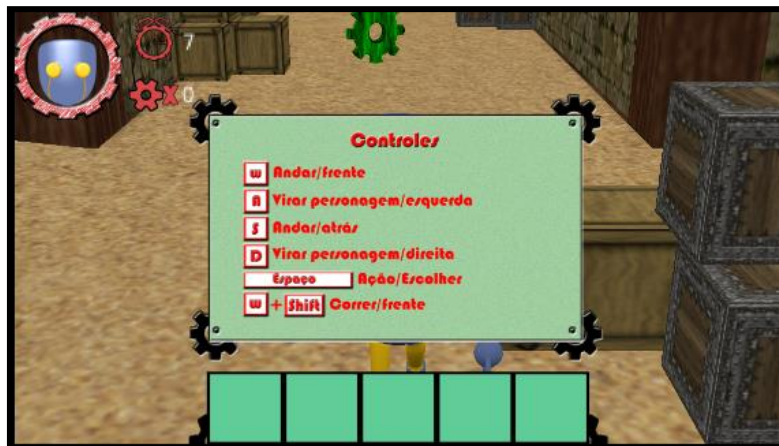 7
X 0
Controles
W Andar/frente
A Virar personagem/esquerda
S Andar/atrás
D Virar personagem/direita
Espaço Ação/Escolher
W + Shift Correr/frente